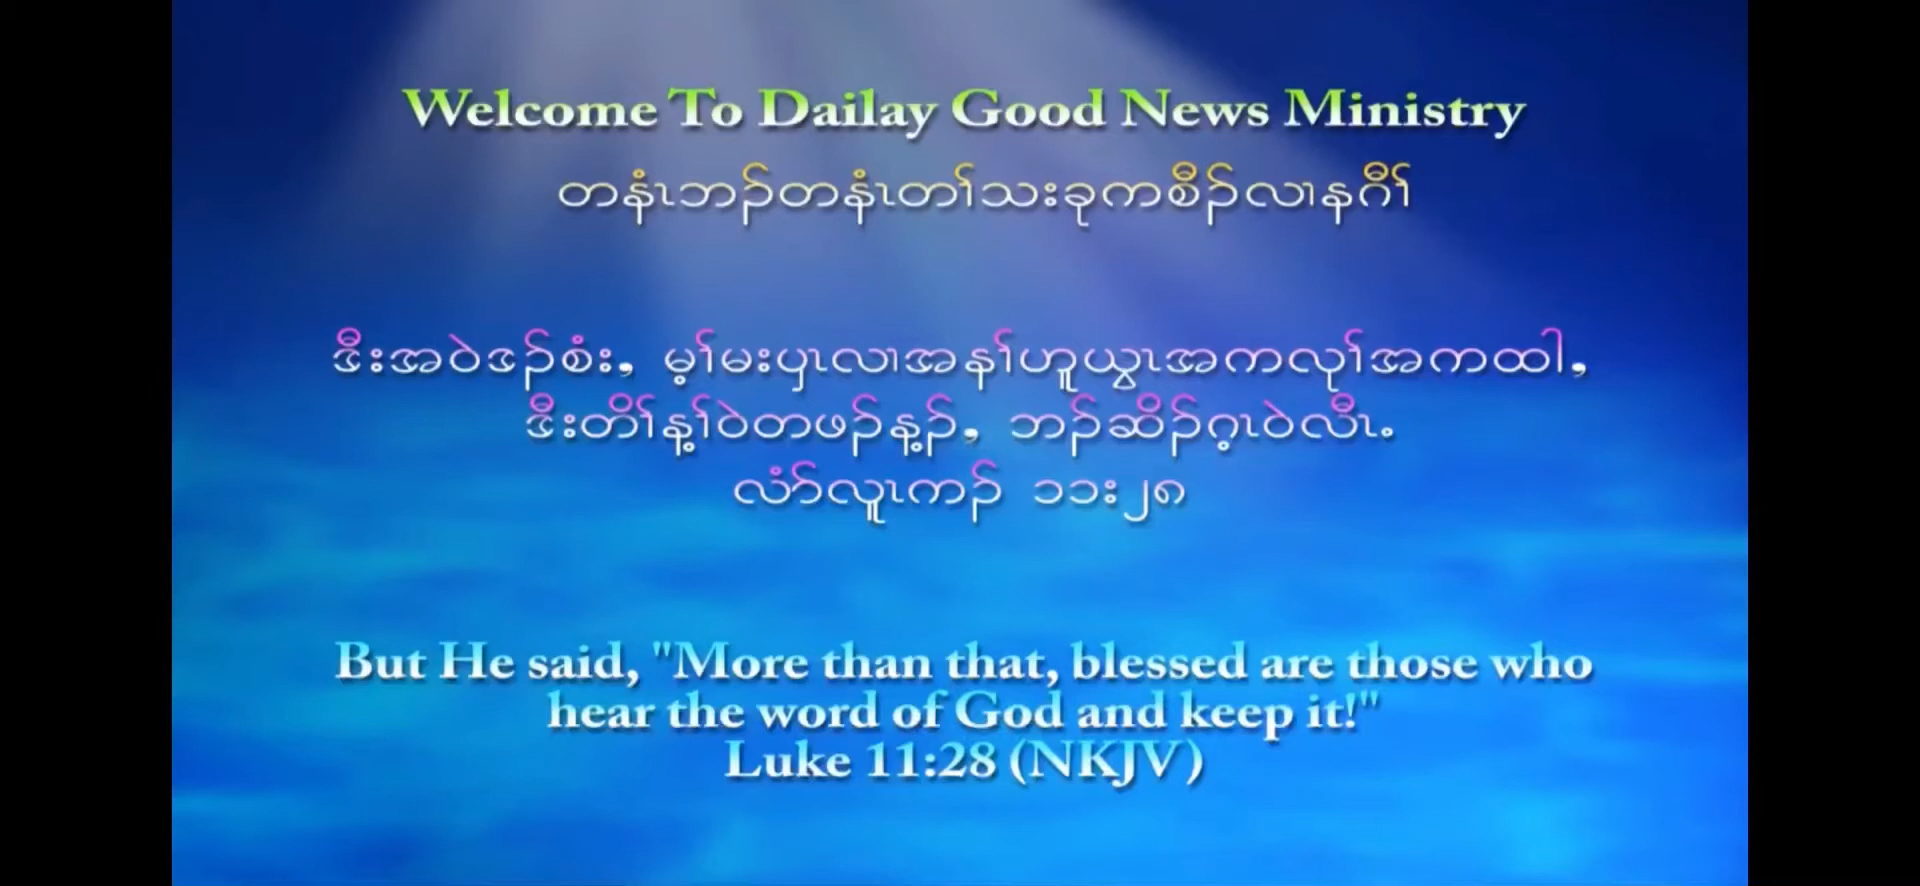 Welcome To Dailay Good News Ministry
တနံၤဘၣ်တနံၤတၢ်သးခုကစီၣ်လၢနဂီၢ်
ဒီးအဝဲဒၣ်စံး, မ့ၢ်မးပှၤလၢအနၢ်ဟူယွၤအကလုၢ်အကထါ,
ဒီးတိၢ်န့ၢ်ဝဲတဖၣ်န့ၣ်, ဘၣ်ဆိၣ်ဂ့ၤဝဲလီၤ.
လံာ်လူၤကၣ် ၁၁း၂၈
But He said, "More than that, blessed are those who
hear the word of God and keep it!"
Luke 11:28 (NKJV)